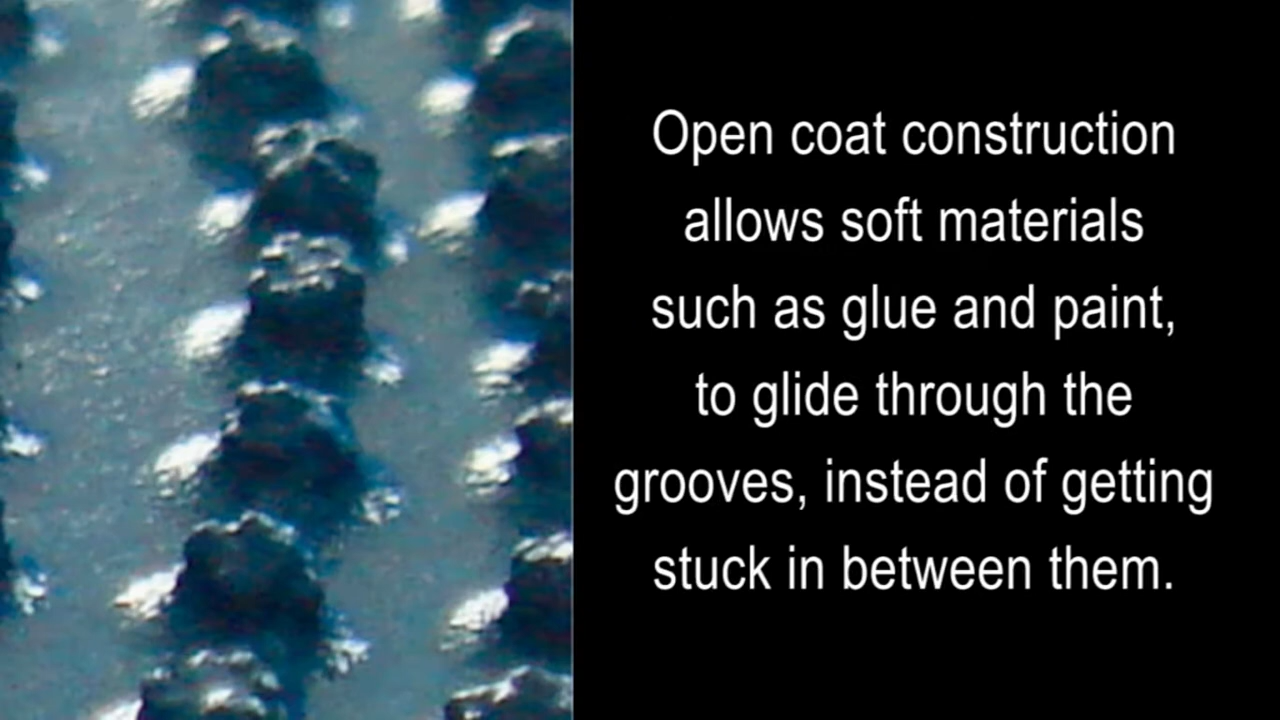 Open coat construction
allows soft materials
such as glue and paint,
to glide through the
grooves, instead of getting
stuck in between them.